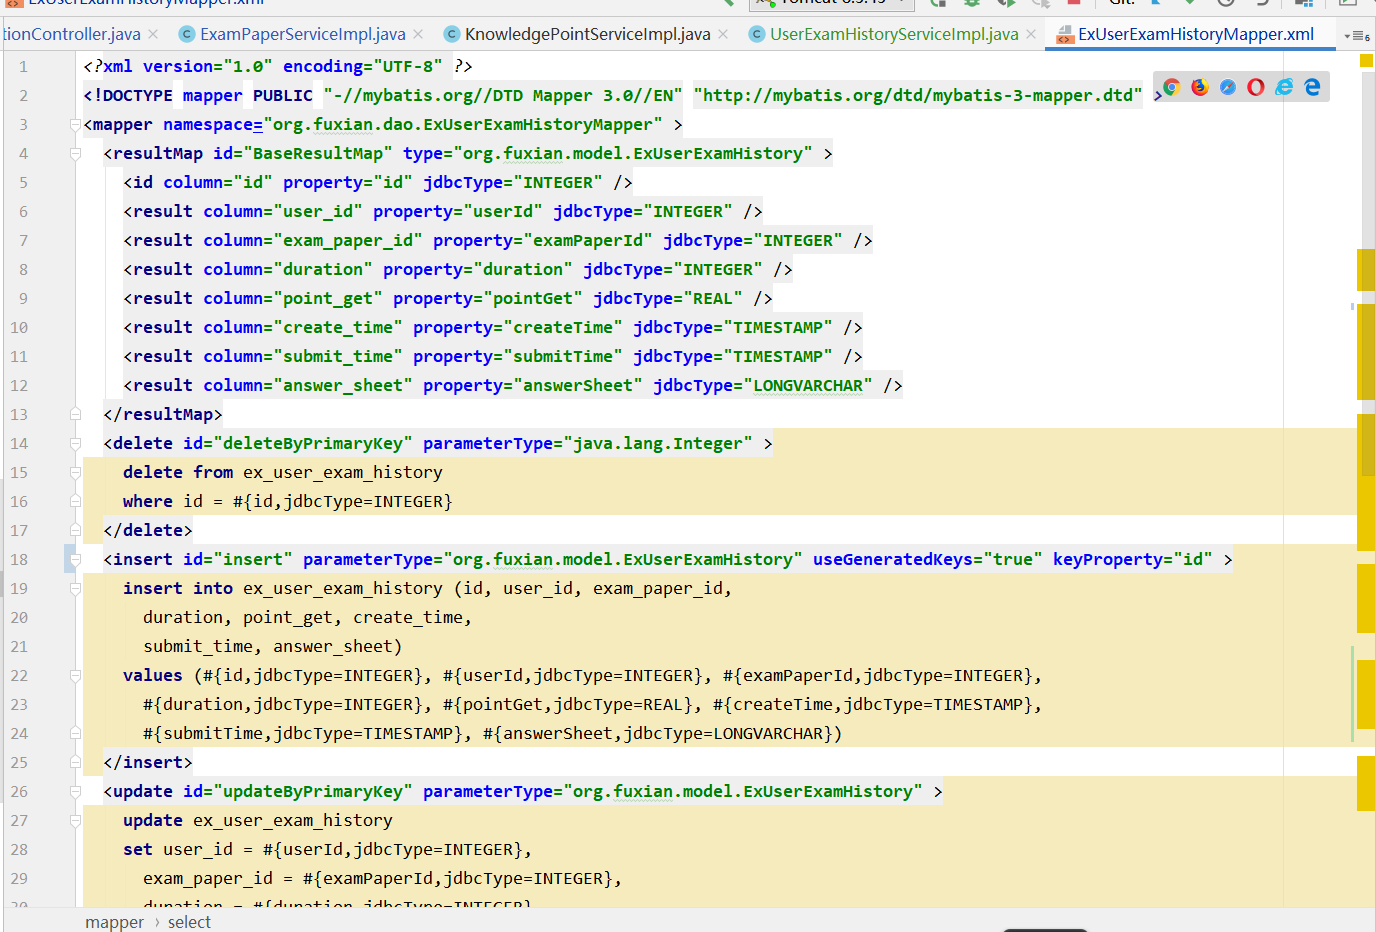 ExUserExamHistoryMapper.xml
Git:
tionController.java ExamPaperServiceImpl.java KnowledgePointServiceImpl.java UserExamHistoryServiceImpl.java ExUserExamHistoryMapper.xml
1 <?xml version="1.0" encoding="UTF-8" ?>
2 <!DOCTYPE mapper PUBLIC "-//mybatis.org//DTD Mapper 3.0//EN" "http://mybatis.org/dtd/mybatis-3-mapper.dtd" >
3 <mapper namespace="org.fuxian.dao.ExUserExamHistoryMapper" >
4 <resultMap id="BaseResultMap" type="org.fuxian.model.ExUserExamHistory" >
5 <id column="id" property="id" jdbcType="INTEGER" />
6 <result column="user_id" property="userId" jdbcType="INTEGER" />
7 <result column="exam_paper_id" property="examPaperId" jdbcType="INTEGER" />
8 <result column="duration" property="duration" jdbcType="INTEGER" />
9 <result column="point_get" property="pointGet" jdbcType="REAL" />
10 <result column="create_time" property="createTime" jdbcType="TIMESTAMP" />
11 <result column="submit_time" property="submitTime" jdbcType="TIMESTAMP" />
12 <result column="answer_sheet" property="answerSheet" jdbcType="LONGVARCHAR" />
13 </resultMap>
14 <delete id="deleteByPrimaryKey" parameterType="java.lang.Integer" >
15 delete from ex_user_exam_history
16 where id = #{id,jdbcType=INTEGER}
17 </delete>
18 <insert id="insert" parameterType="org.fuxian.model.ExUserExamHistory" useGeneratedKeys="true" keyProperty="id" >
19 insert into ex_user_exam_history (id, user_id, exam_paper_id,
20 duration, point_get, create_time,
21 submit_time, answer_sheet)
22 values (#{id,jdbcType=INTEGER}, #{userId,jdbcType=INTEGER}, #{examPaperId,jdbcType=INTEGER},
23 #{duration,jdbcType=INTEGER}, #{pointGet,jdbcType=REAL}, #{createTime,jdbcType=TIMESTAMP},
24 #{submitTime,jdbcType=TIMESTAMP}, #{answerSheet,jdbcType=LONGVARCHAR})
25 </insert>
26 <update id="updateByPrimaryKey" parameterType="org.fuxian.model.ExUserExamHistory" >
27 update ex_user_exam_history
28 set user_id = #{userId,jdbcType=INTEGER},
29 exam_paper_id = #{examPaperId,jdbcType=INTEGER},
30 duration = #{duration,jdbcType=INTEGER},
mapper › select